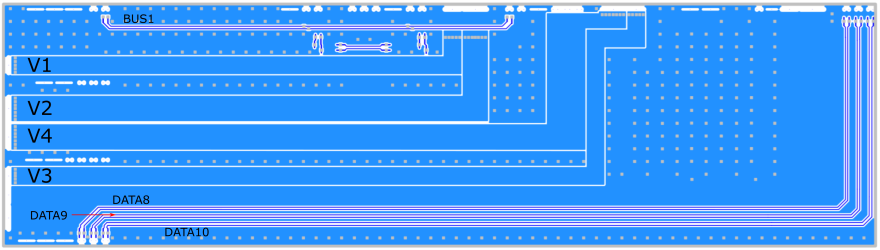 BUS1
V1
V2
V4
V3
DATA8
DATA9
DATA10